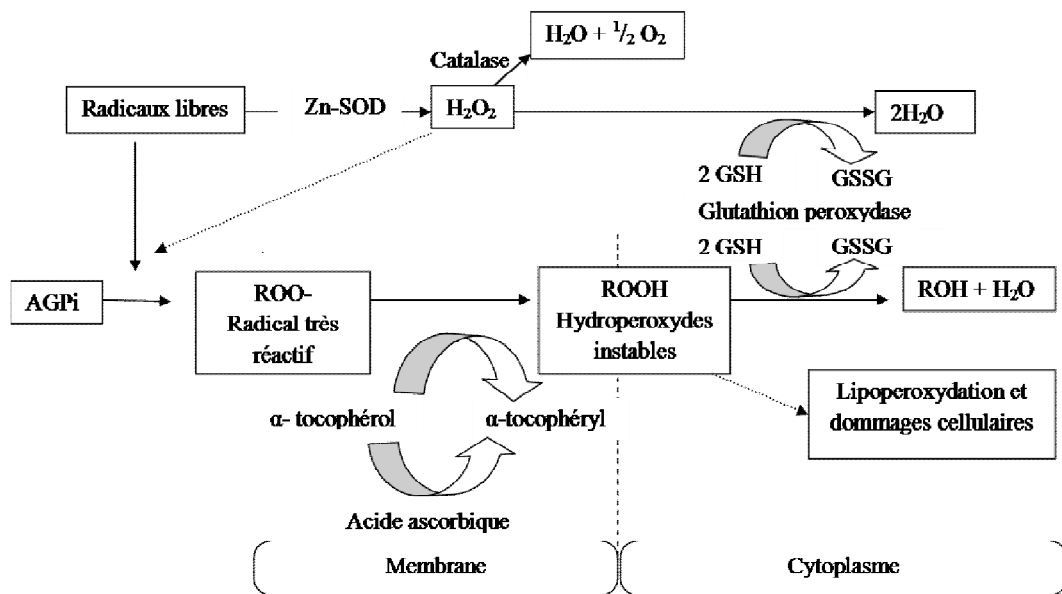 H₂O + ¹/₂ O₂
Catalase
Radicaux libres
Zn-SOD
H₂O₂
2H₂O
2 GSH
GSSG
Glutathion peroxydase
2 GSH
GSSG
AGPi
ROO-
Radical très
réactif
ROOH
Hydroperoxydes
instables
ROH + H₂O
α- tocophérol
α-tocophéryl
Lipoperoxydation et
dommages cellulaires
Acide ascorbique
Membrane
Cytoplasme